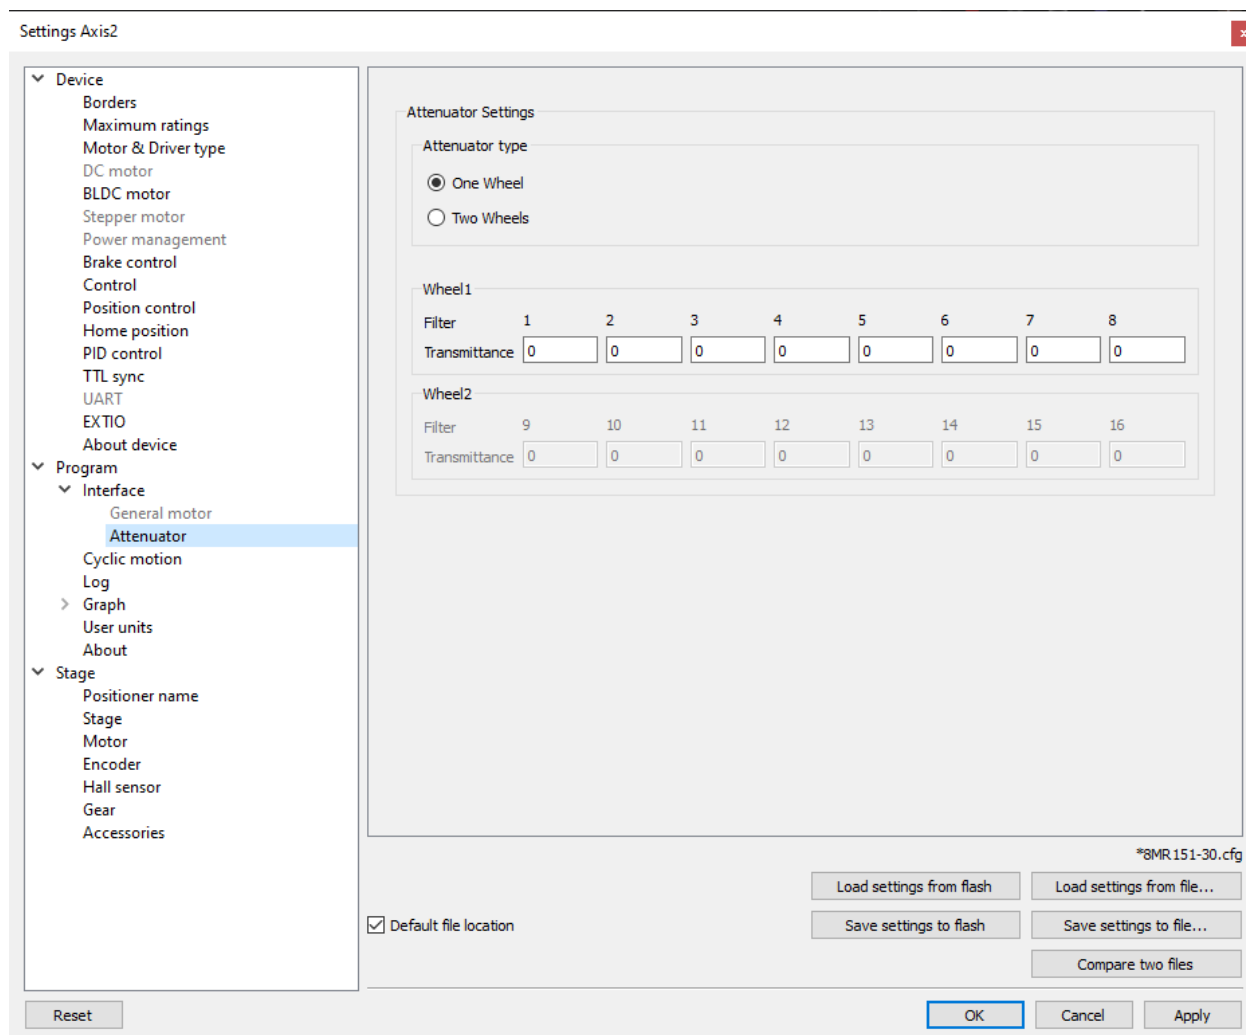 Settings Axis2
Device
Borders
Maximum ratings
Motor & Driver type
DC motor
BLDC motor
Stepper motor
Power management
Brake control
Control
Position control
Home position
PID control
TTL sync
UART
EXTIO
About device
Program
Interface
General motor
Attenuator
Cyclic motion
Log
Graph
User units
About
Stage
Positioner name
Stage
Motor
Encoder
Hall sensor
Gear
Accessories
Attenuator Settings
Attenuator type
One Wheel
Two Wheels
Wheel1
Filter 1 2 3 4 5 6 7 8
Transmittance 0 0 0 0 0 0 0 0
Wheel2
Filter 9 10 11 12 13 14 15 16
Transmittance 0 0 0 0 0 0 0 0
*8MR151-30.cfg
Load settings from flash Load settings from file...
Default file location Save settings to flash Save settings to file...
Compare two files
Reset OK Cancel Apply